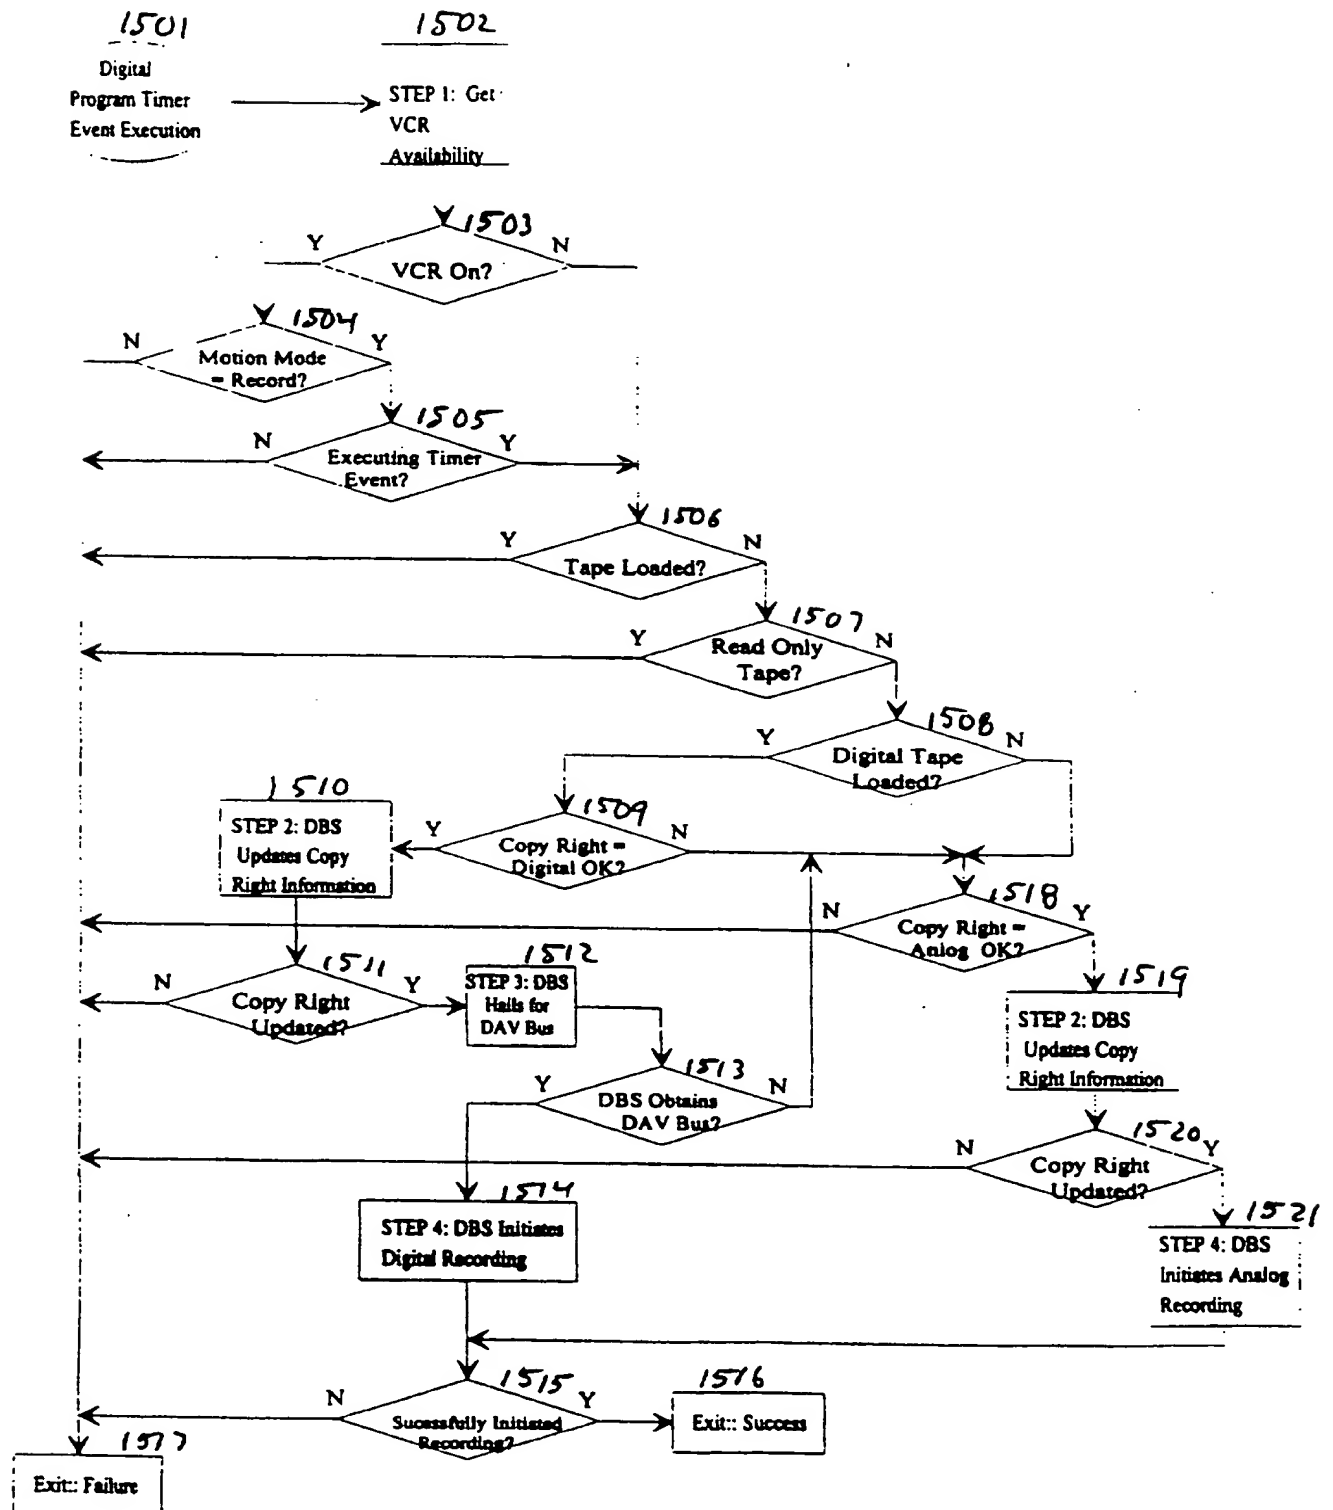 1501
Digital
Program Timer
Event Execution
1502
STEP 1: Get
VCR
Availability
1503
Y
N
VCR On?
1504
N
Y
Motion Mode
= Record?
1505
N
Y
Executing Timer
Event?
1506
Y
N
Tape Loaded?
1507
Y
N
Read Only
Tape?
1508
Y
N
Digital Tape
Loaded?
1510
STEP 2: DBS
Updates Copy
Right Information
1509
Y
N
Copy Right =
Digital OK?
1518
N
Y
Copy Right =
Anlog OK?
1511
N
Y
Copy Right
Updated?
1512
STEP 3: DBS
Hails for
DAV Bus
1519
STEP 2: DBS
Updates Copy
Right Information
1513
Y
N
DBS Obtains
DAV Bus?
1520
N
Y
Copy Right
Updated?
1514
STEP 4: DBS Initiates
Digital Recording
1521
STEP 4: DBS
Initiates Analog
Recording
1515
N
Y
Sucessfully Initiated
Recording?
1516
Exit:: Success
1517
Exit:: Failure